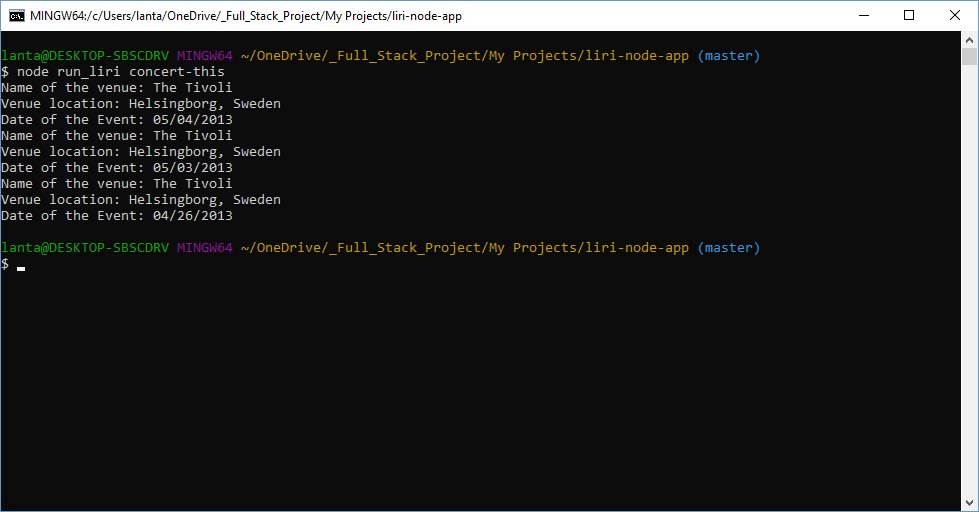 MINGW64:/c/Users/lanta/OneDrive/_Full_Stack_Project/My Projects/liri-node-app
lanta@DESKTOP-SBSCDRV MINGW64 ~/OneDrive/_Full_Stack_Project/My Projects/liri-node-app (master)
$ node run_liri concert-this
Name of the venue: The Tivoli
Venue location: Helsingborg, Sweden
Date of the Event: 05/04/2013
Name of the venue: The Tivoli
Venue location: Helsingborg, Sweden
Date of the Event: 05/03/2013
Name of the venue: The Tivoli
Venue location: Helsingborg, Sweden
Date of the Event: 04/26/2013
lanta@DESKTOP-SBSCDRV MINGW64 ~/OneDrive/_Full_Stack_Project/My Projects/liri-node-app (master)
$